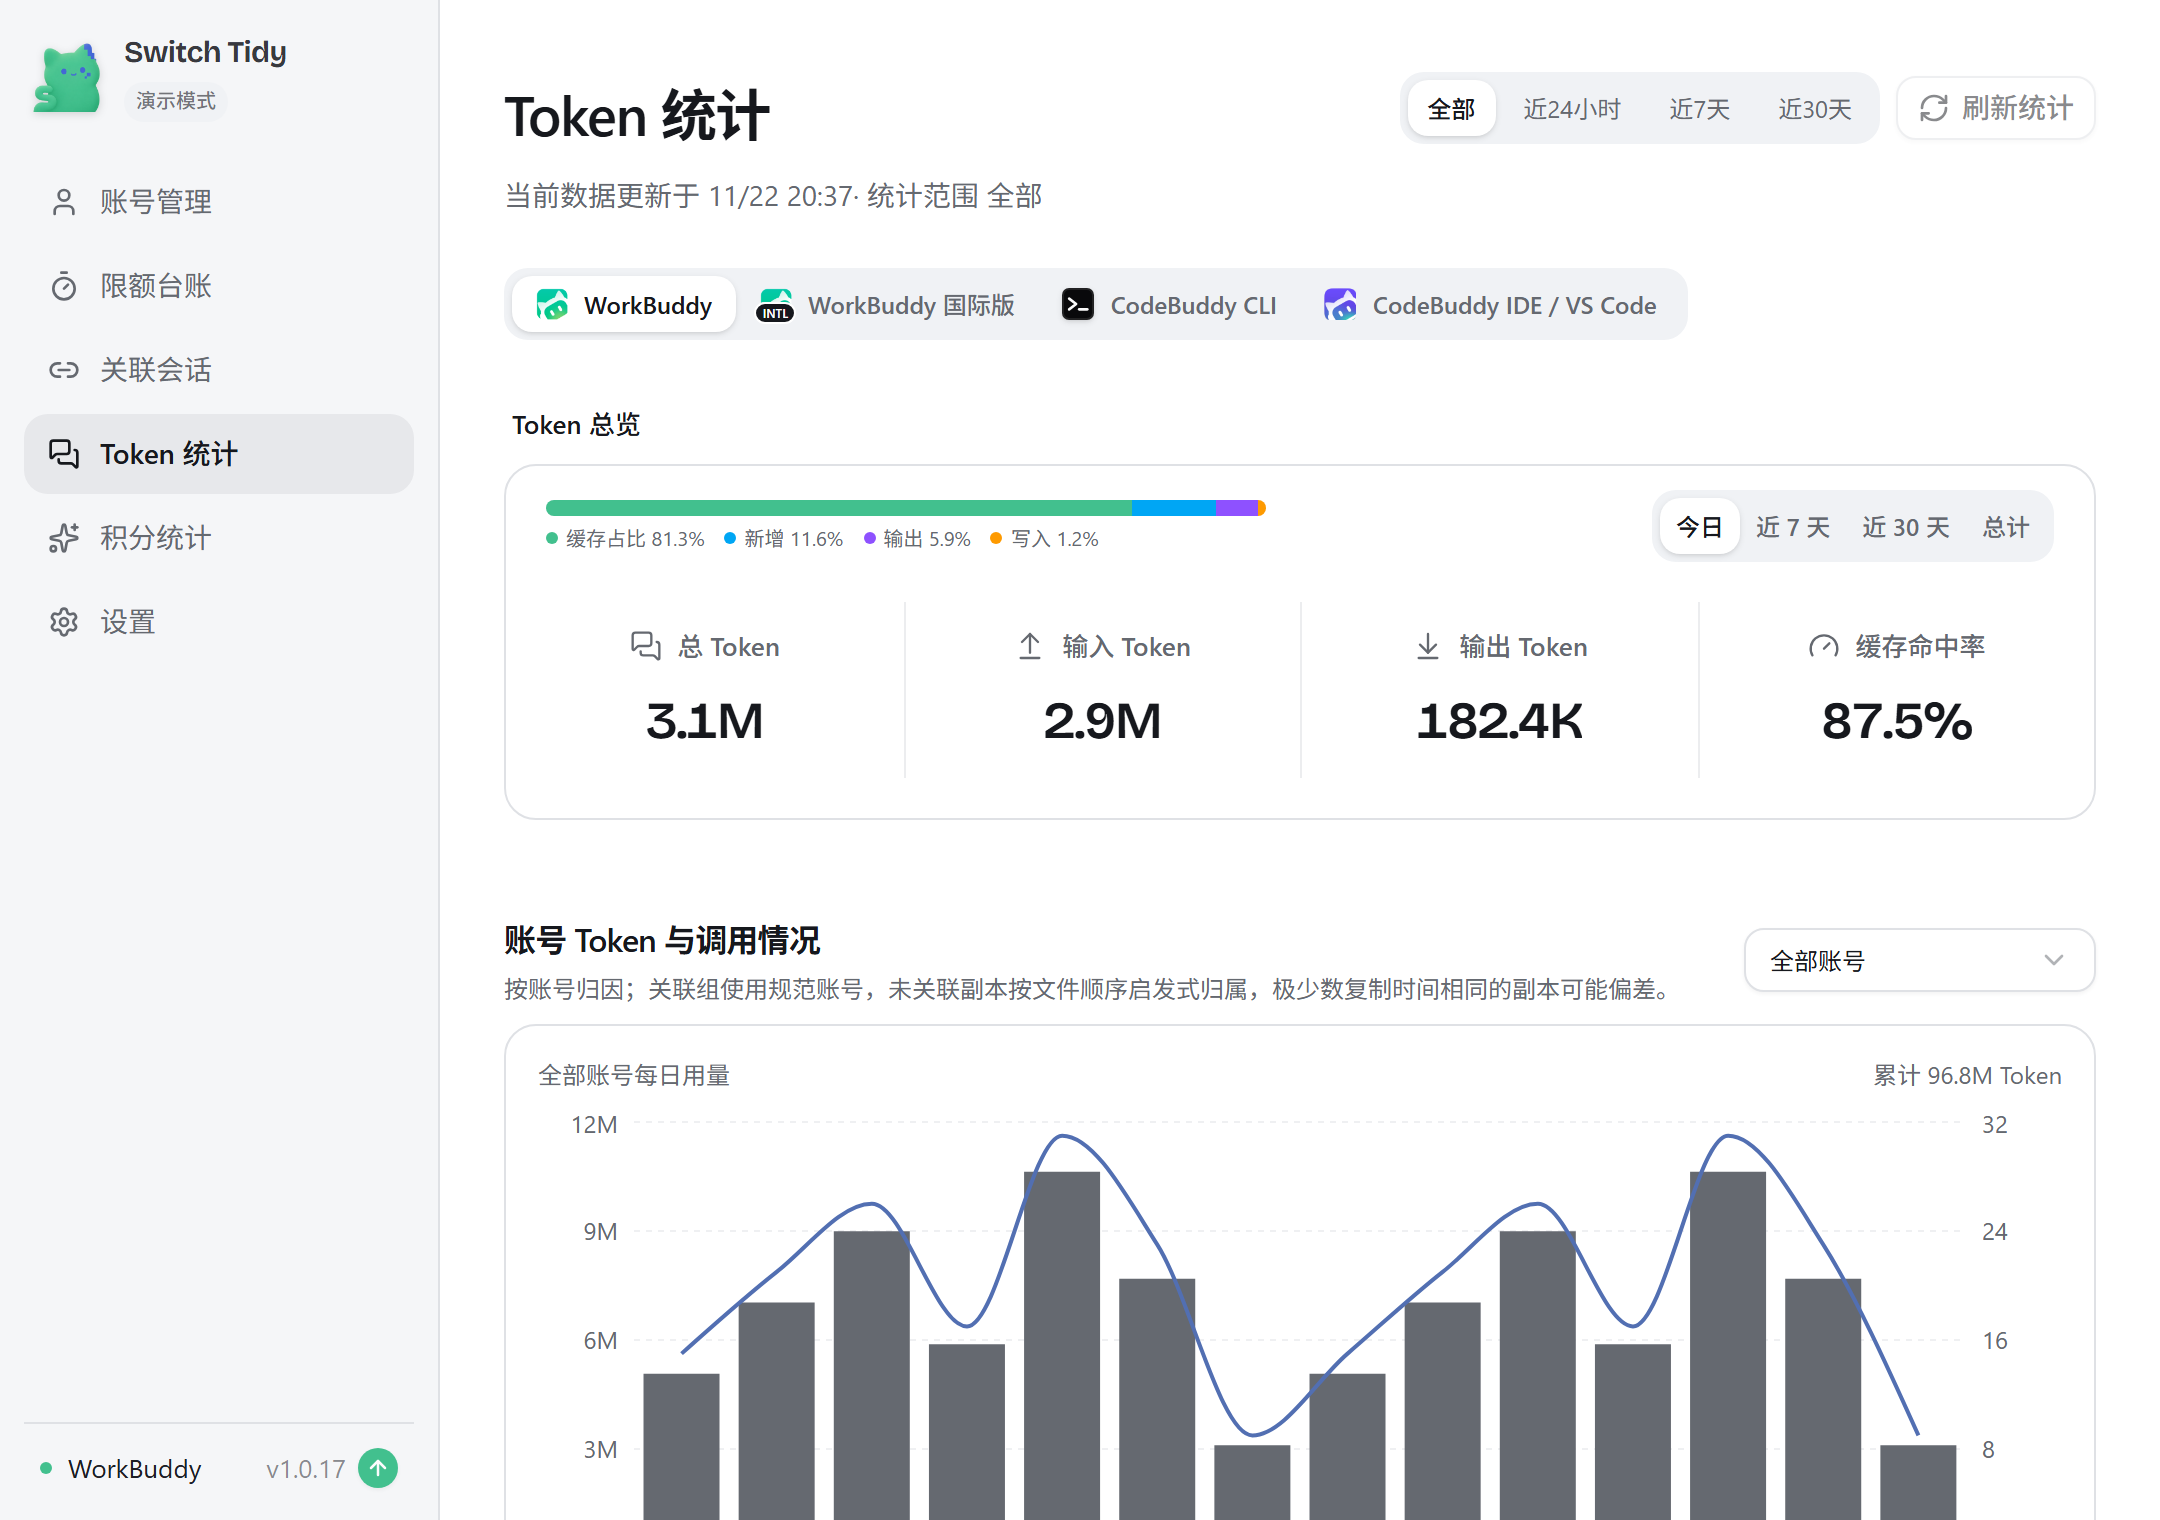 Switch Tidy
演示模式
账号管理
限额台账
关联会话
Token 统计
积分统计
设置
WorkBuddy
v1.0.17
Token 统计
全部 近24小时 近7天 近30天
刷新统计
当前数据更新于 11/22 20:37· 统计范围 全部
WorkBuddy
INTL
WorkBuddy 国际版
CodeBuddy CLI
CodeBuddy IDE / VS Code
Token 总览
缓存占比 81.3% 新增 11.6% 输出 5.9% 写入 1.2%
今日 近 7 天 近 30 天 总计
总 Token
3.1M
输入 Token
2.9M
输出 Token
182.4K
缓存命中率
87.5%
账号 Token 与调用情况
按账号归因；关联组使用规范账号，未关联副本按文件顺序启发式归属，极少数复制时间相同的副本可能偏差。
全部账号
全部账号每日用量
累计 96.8M Token
12M
9M
6M
3M
32
24
16
8